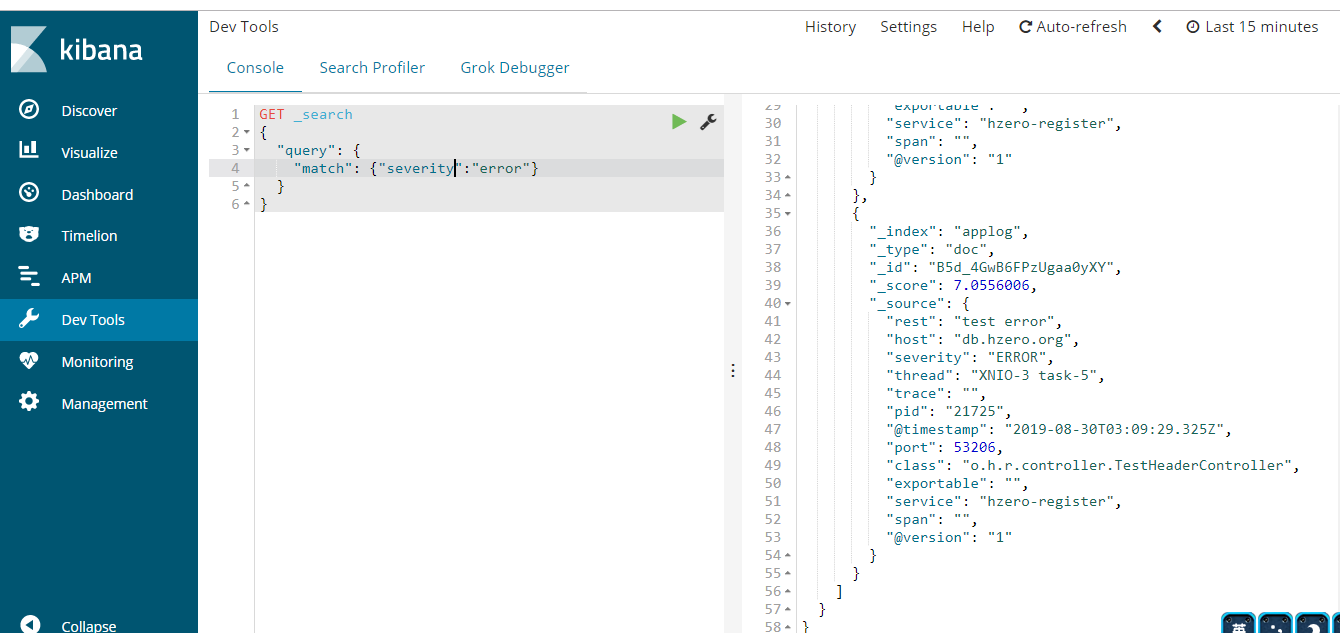 kibana
Discover
Visualize
Dashboard
Timelion
APM
Dev Tools
Monitoring
Management
Collapse
Dev Tools
History Settings Help Auto-refresh Last 15 minutes
Console Search Profiler Grok Debugger
1 GET _search
2 {
3 "query": {
4 "match": {"severity":"error"}
5 }
6 }
29 "exportable": "",
30 "service": "hzero-register",
31 "span": "",
32 "@version": "1"
33 }
34 },
35 {
36 "_index": "applog",
37 "_type": "doc",
38 "_id": "B5d_4GwB6FPzUgaa0yXY",
39 "_score": 7.0556006,
40 "_source": {
41 "rest": "test error",
42 "host": "db.hzero.org",
43 "severity": "ERROR",
44 "thread": "XNIO-3 task-5",
45 "trace": "",
46 "pid": "21725",
47 "@timestamp": "2019-08-30T03:09:29.325Z",
48 "port": 53206,
49 "class": "o.h.r.controller.TestHeaderController",
50 "exportable": "",
51 "service": "hzero-register",
52 "span": "",
53 "@version": "1"
54 }
55 }
56 ]
57 }
58 }
英